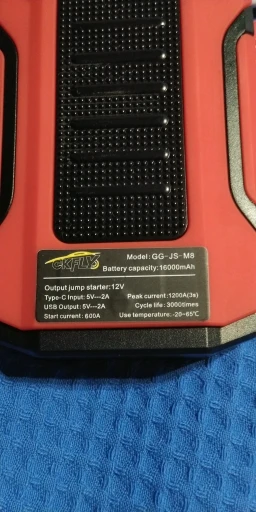 CKFLY
Model: GG-JS-M8
Battery capacity:16000mAh
Output jump starter:12V
Type-C Input: 5V---2A
Peak current:1200A(3s)
USB Output: 5V---2A
Cycle life: 3000times
Start current: 600A
Use temperature: -20-65℃